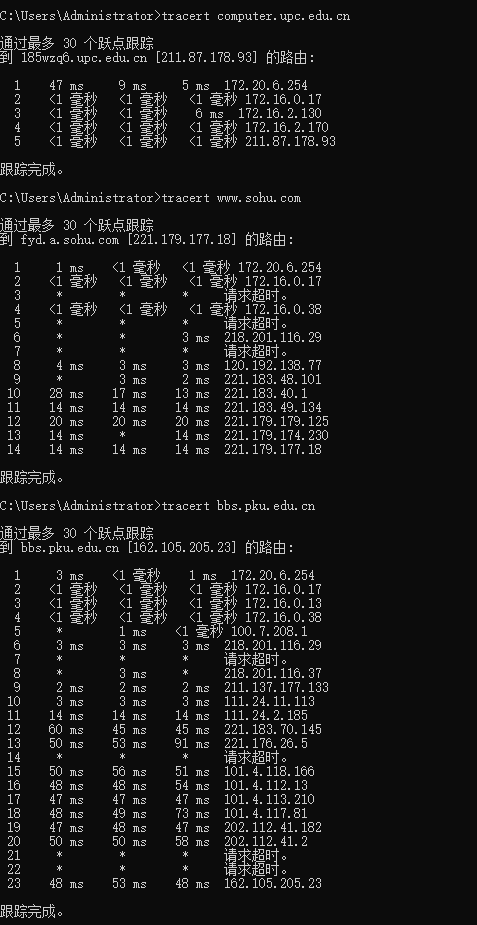 C:\Users\Administrator>tracert computer.upc.edu.cn
通过最多 30 个跃点跟踪
到 185wzq6.upc.edu.cn [211.87.178.93] 的路由:
1 47 ms 9 ms 5 ms 172.20.6.254
2 <1 毫秒 <1 毫秒 <1 毫秒 172.16.0.17
3 <1 毫秒 <1 毫秒 6 ms 172.16.2.130
4 <1 毫秒 <1 毫秒 <1 毫秒 172.16.2.170
5 <1 毫秒 <1 毫秒 <1 毫秒 211.87.178.93
跟踪完成。
C:\Users\Administrator>tracert www.sohu.com
通过最多 30 个跃点跟踪
到 fyd.a.sohu.com [221.179.177.18] 的路由:
1 1 ms <1 毫秒 <1 毫秒 172.20.6.254
2 <1 毫秒 <1 毫秒 <1 毫秒 172.16.0.17
3 * * * 请求超时。
4 <1 毫秒 <1 毫秒 <1 毫秒 172.16.0.38
5 * * * 请求超时。
6 * * 3 ms 218.201.116.29
7 * * * 请求超时。
8 4 ms 3 ms 3 ms 120.192.138.77
9 * 3 ms 2 ms 221.183.48.101
10 28 ms 17 ms 13 ms 221.183.40.1
11 14 ms 14 ms 14 ms 221.183.49.134
12 20 ms 20 ms 20 ms 221.179.179.125
13 14 ms * 14 ms 221.179.174.230
14 14 ms 14 ms 14 ms 221.179.177.18
跟踪完成。
C:\Users\Administrator>tracert bbs.pku.edu.cn
通过最多 30 个跃点跟踪
到 bbs.pku.edu.cn [162.105.205.23] 的路由:
1 3 ms <1 毫秒 1 ms 172.20.6.254
2 <1 毫秒 <1 毫秒 <1 毫秒 172.16.0.17
3 <1 毫秒 <1 毫秒 <1 毫秒 172.16.0.13
4 <1 毫秒 <1 毫秒 <1 毫秒 172.16.0.38
5 * 1 ms <1 毫秒 100.7.208.1
6 3 ms 3 ms 3 ms 218.201.116.29
7 * * * 请求超时。
8 * 3 ms * 218.201.116.37
9 2 ms 2 ms 2 ms 211.137.177.133
10 3 ms 3 ms 3 ms 111.24.11.113
11 14 ms 14 ms 14 ms 111.24.2.185
12 60 ms 45 ms 45 ms 221.183.70.145
13 50 ms 53 ms 91 ms 221.176.26.5
14 * * * 请求超时。
15 50 ms 56 ms 51 ms 101.4.118.166
16 48 ms 48 ms 54 ms 101.4.112.13
17 47 ms 47 ms 47 ms 101.4.113.210
18 48 ms 49 ms 73 ms 101.4.117.81
19 47 ms 48 ms 47 ms 202.112.41.182
20 50 ms 50 ms 58 ms 202.112.41.2
21 * * * 请求超时。
22 * * * 请求超时。
23 48 ms 53 ms 48 ms 162.105.205.23
跟踪完成。